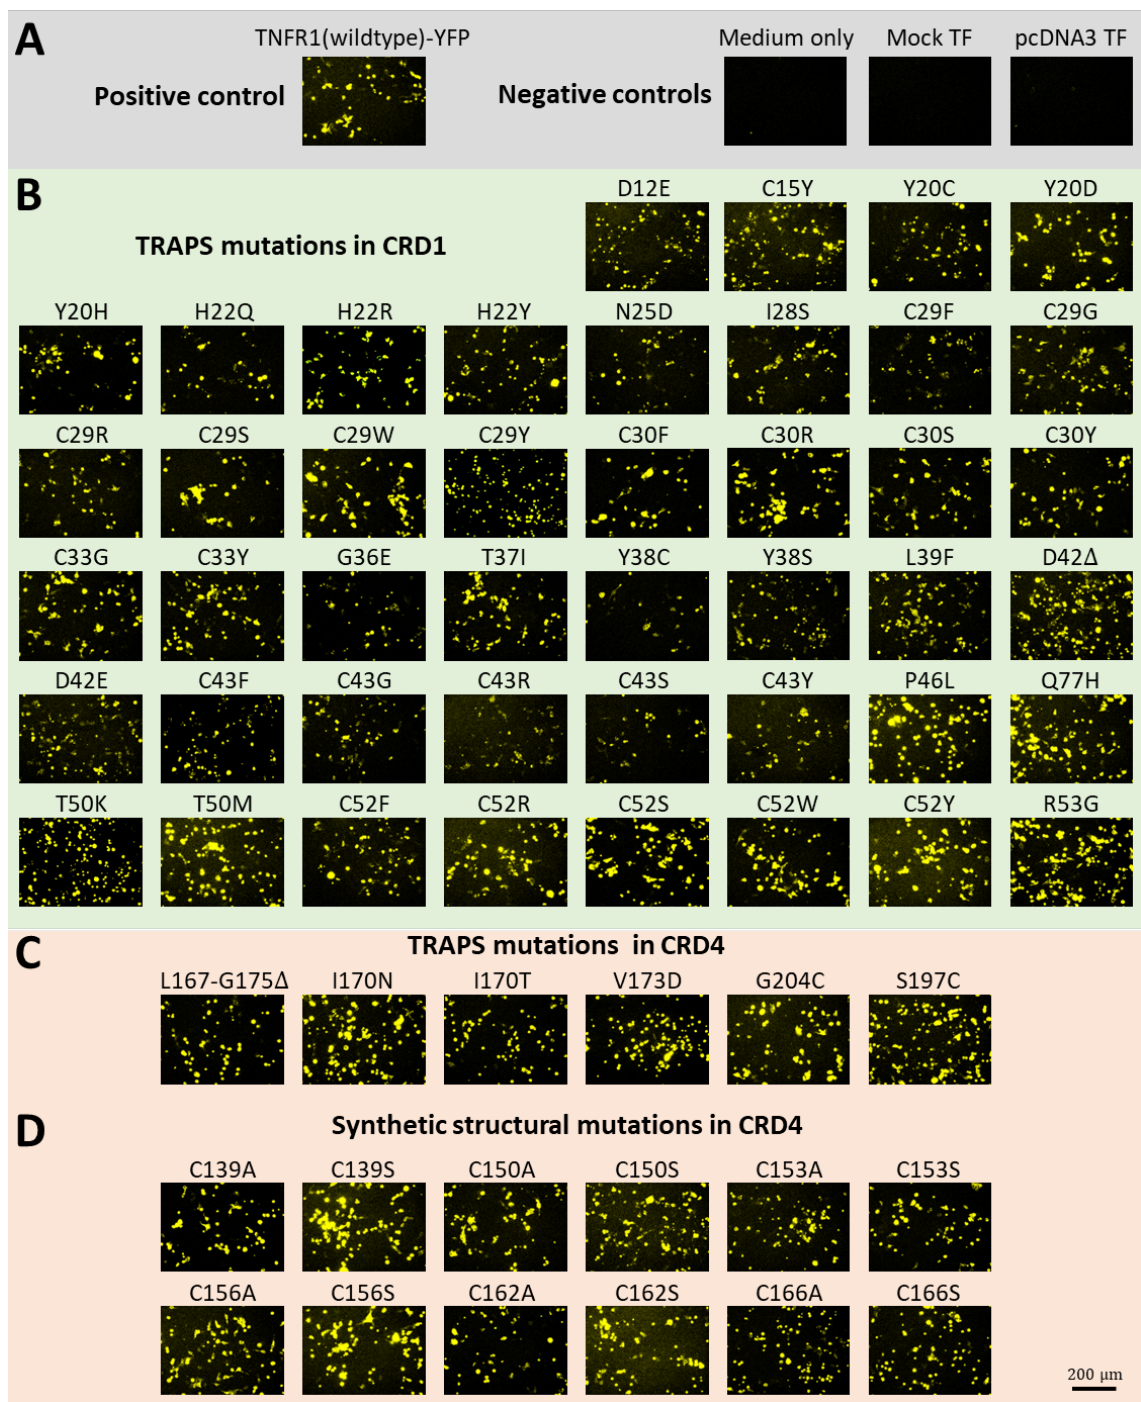 A
TNFR1(wildtype)-YFP
Medium only Mock TF pcDNA3 TF
Positive control
Negative controls
B
D12E C15Y Y20C Y20D
TRAPS mutations in CRD1
Y20H H22Q H22R H22Y N25D I28S C29F C29G
C29R C29S C29W C29Y C30F C30R C30S C30Y
C33G C33Y G36E T37I Y38C Y38S L39F D42Δ
D42E C43F C43G C43R C43S C43Y P46L Q77H
T50K T50M C52F C52R C52S C52W C52Y R53G
C
TRAPS mutations in CRD4
L167-G175Δ I170N I170T V173D G204C S197C
D
Synthetic structural mutations in CRD4
C139A C139S C150A C150S C153A C153S
C156A C156S C162A C162S C166A C166S
200 μm